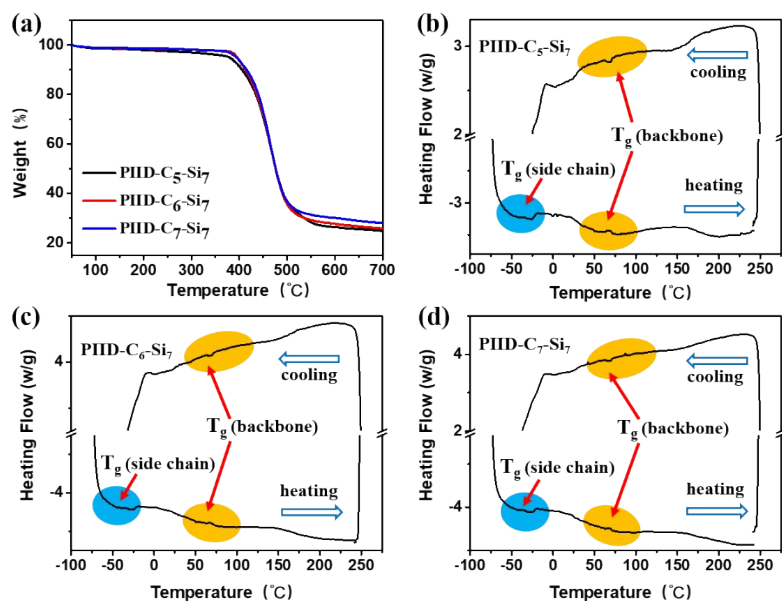 (a)
100
80
60
40
20
Weight (%)
PIID-C5-Si7
PIID-C6-Si7
PIID-C7-Si7
100 200 300 400 500 600 700
Temperature (℃)
(b)
PIID-C5-Si7
3
2
-3
Heating Flow (w/g)
cooling
Tg (backbone)
Tg (side chain)
heating
-100 -50 0 50 100 150 200 250
Temperature (℃)
(c)
PIID-C6-Si7
4
-4
Heating Flow (w/g)
cooling
Tg (backbone)
Tg (side chain)
heating
-100 -50 0 50 100 150 200 250
Temperature (℃)
(d)
PIID-C7-Si7
4
2
-4
Heating Flow (w/g)
cooling
Tg (backbone)
Tg (side chain)
heating
-100 -50 0 50 100 150 200 250
Temperature (℃)